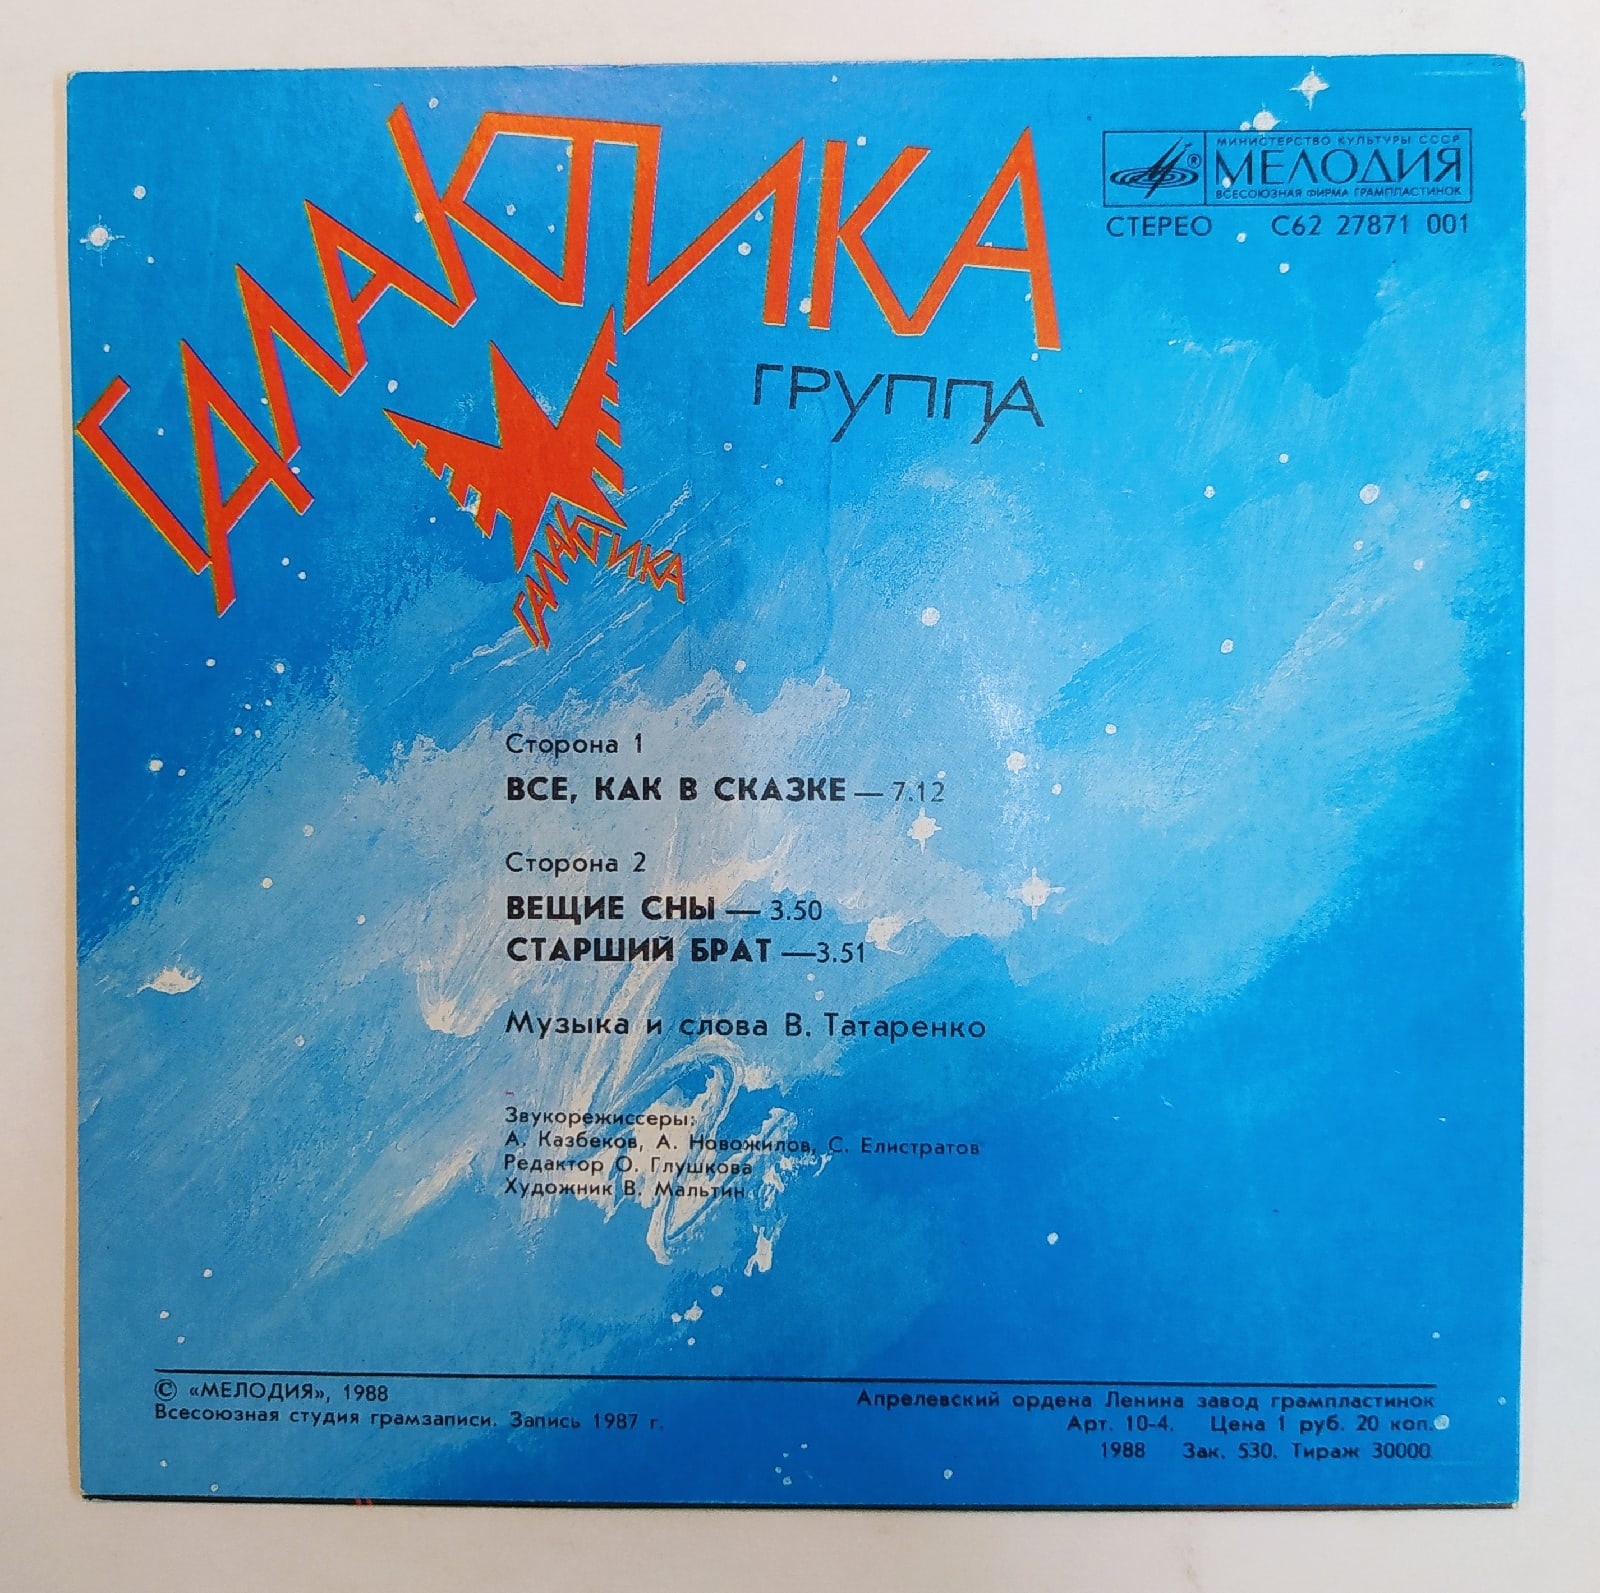 ГАЛАКТИКА
ГРУППА
ГАЛАКТИКА
МИНИСТЕРСТВО КУЛЬТУРЫ СССР
МЕЛОДИЯ
ВСЕСОЮЗНАЯ ФИРМА ГРАМПЛАСТИНОК
СТЕРЕО С62 27871 001
Сторона 1
ВСЕ, КАК В СКАЗКЕ — 7.12
Сторона 2
ВЕЩИЕ СНЫ — 3.50
СТАРШИЙ БРАТ — 3.51
Музыка и слова В. Татаренко
Звукорежиссеры:
А. Казбеков, А. Новожилов, С. Елистратов
Редактор О. Глушкова
Художник В. Мальтин
© «МЕЛОДИЯ», 1988
Всесоюзная студия грамзаписи. Запись 1987 г.
Апрелевский ордена Ленина завод грампластинок
Арт. 10-4. Цена 1 руб. 20 коп.
1988 Зак. 530. Тираж 30000